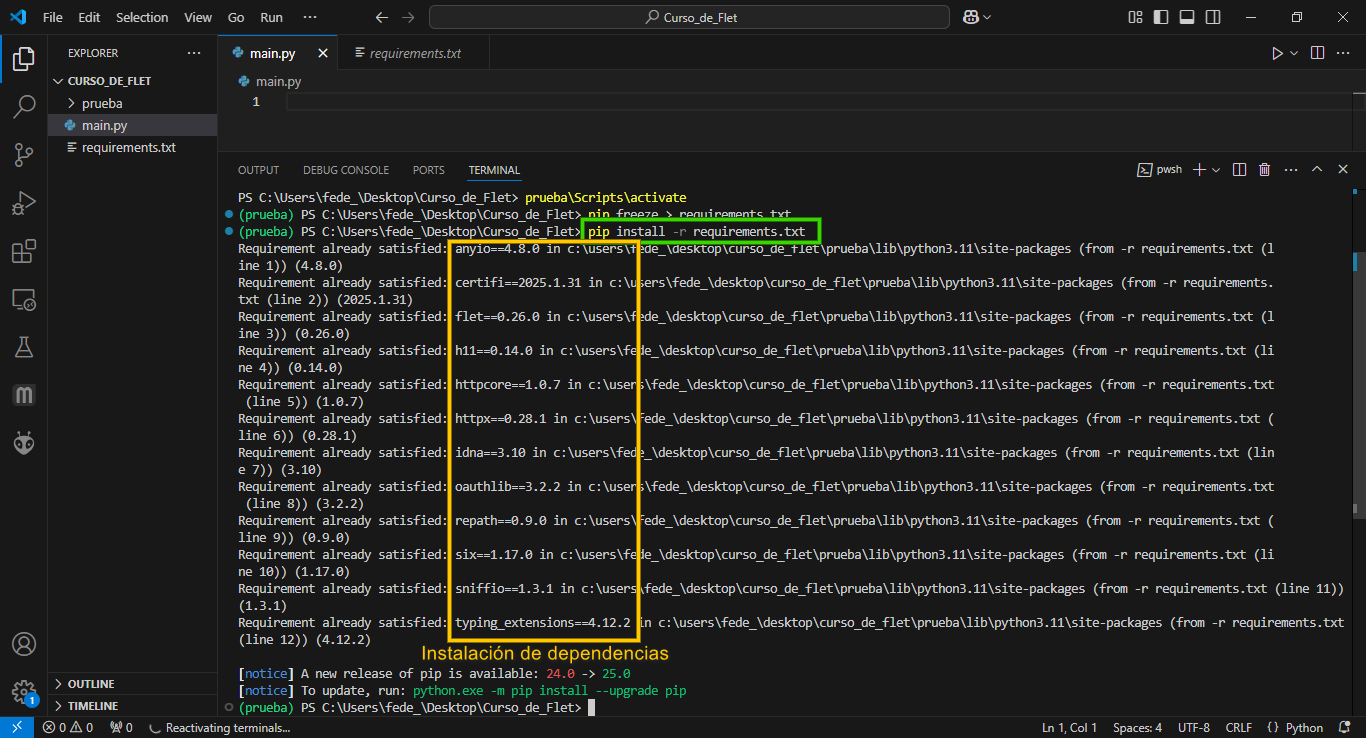 File Edit Selection View Go Run ···
Curso_de_Flet
EXPLORER ···
CURSO_DE_FLET
prueba
main.py
requirements.txt
OUTLINE
TIMELINE
main.py
requirements.txt
main.py
1
OUTPUT DEBUG CONSOLE PORTS TERMINAL
pwsh
PS C:\Users\fede_\Desktop\Curso_de_Flet> prueba\Scripts\activate
(prueba) PS C:\Users\fede_\Desktop\Curso_de_Flet> pip freeze > requirements.txt
(prueba) PS C:\Users\fede_\Desktop\Curso_de_Flet> pip install -r requirements.txt
Requirement already satisfied: anyio==4.8.0 in c:\users\fede_\desktop\curso_de_flet\prueba\lib\python3.11\site-packages (from -r requirements.txt (l
ine 1)) (4.8.0)
Requirement already satisfied: certifi==2025.1.31 in c:\users\fede_\desktop\curso_de_flet\prueba\lib\python3.11\site-packages (from -r requirements.
txt (line 2)) (2025.1.31)
Requirement already satisfied: flet==0.26.0 in c:\users\fede_\desktop\curso_de_flet\prueba\lib\python3.11\site-packages (from -r requirements.txt (l
ine 3)) (0.26.0)
Requirement already satisfied: h11==0.14.0 in c:\users\fede_\desktop\curso_de_flet\prueba\lib\python3.11\site-packages (from -r requirements.txt (li
ne 4)) (0.14.0)
Requirement already satisfied: httpcore==1.0.7 in c:\users\fede_\desktop\curso_de_flet\prueba\lib\python3.11\site-packages (from -r requirements.txt
(line 5)) (1.0.7)
Requirement already satisfied: httpx==0.28.1 in c:\users\fede_\desktop\curso_de_flet\prueba\lib\python3.11\site-packages (from -r requirements.txt (
line 6)) (0.28.1)
Requirement already satisfied: idna==3.10 in c:\users\fede_\desktop\curso_de_flet\prueba\lib\python3.11\site-packages (from -r requirements.txt (lin
e 7)) (3.10)
Requirement already satisfied: oauthlib==3.2.2 in c:\users\fede_\desktop\curso_de_flet\prueba\lib\python3.11\site-packages (from -r requirements.txt
(line 8)) (3.2.2)
Requirement already satisfied: repath==0.9.0 in c:\users\fede_\desktop\curso_de_flet\prueba\lib\python3.11\site-packages (from -r requirements.txt (
line 9)) (0.9.0)
Requirement already satisfied: six==1.17.0 in c:\users\fede_\desktop\curso_de_flet\prueba\lib\python3.11\site-packages (from -r requirements.txt (li
ne 10)) (1.17.0)
Requirement already satisfied: sniffio==1.3.1 in c:\users\fede_\desktop\curso_de_flet\prueba\lib\python3.11\site-packages (from -r requirements.txt (line 11))
(1.3.1)
Requirement already satisfied: typing_extensions==4.12.2 in c:\users\fede_\desktop\curso_de_flet\prueba\lib\python3.11\site-packages (from -r requirements.txt
(line 12)) (4.12.2)
Instalación de dependencias
[notice] A new release of pip is available: 24.0 -> 25.0
[notice] To update, run: python.exe -m pip install --upgrade pip
(prueba) PS C:\Users\fede_\Desktop\Curso_de_Flet>
1
0 0 0 Reactivating terminals... Ln 1, Col 1 Spaces: 4 UTF-8 CRLF {} Python